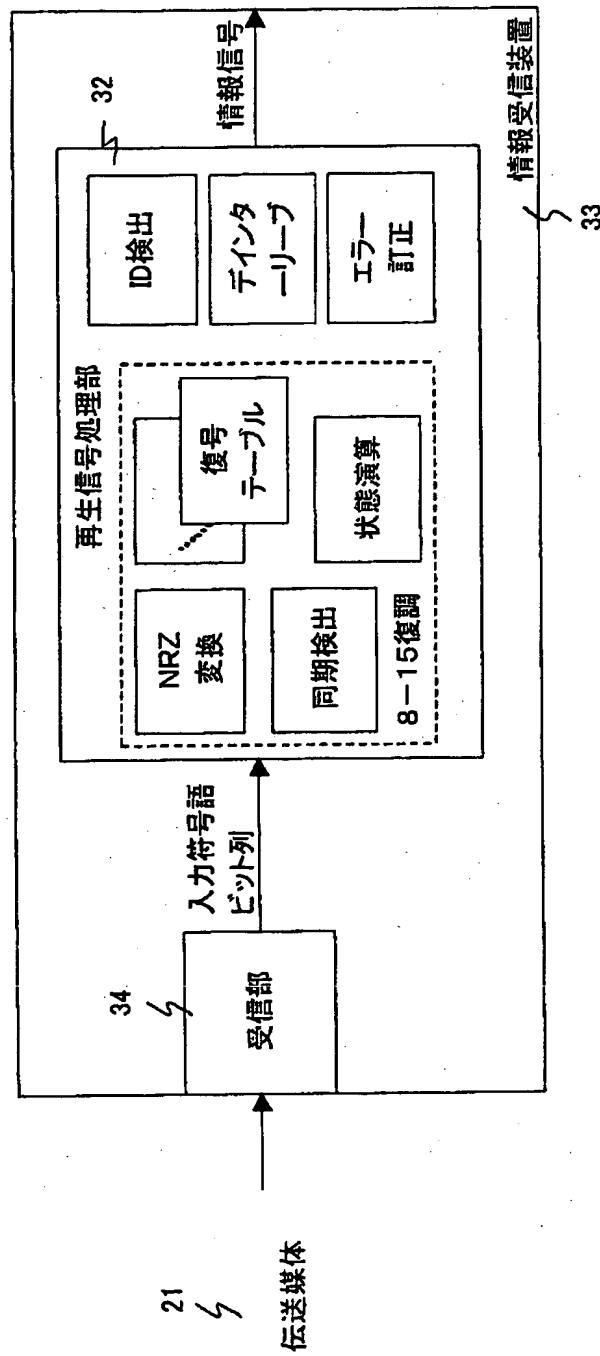 21
伝送媒体
34
受信部
入力符号語
ビット列
再生信号処理部
32
NRZ
変換
復号
テーブル
同期検出
状態演算
8－15復調
ID検出
デインタ
ーリーブ
エラー
訂正
情報信号
情報受信装置
33